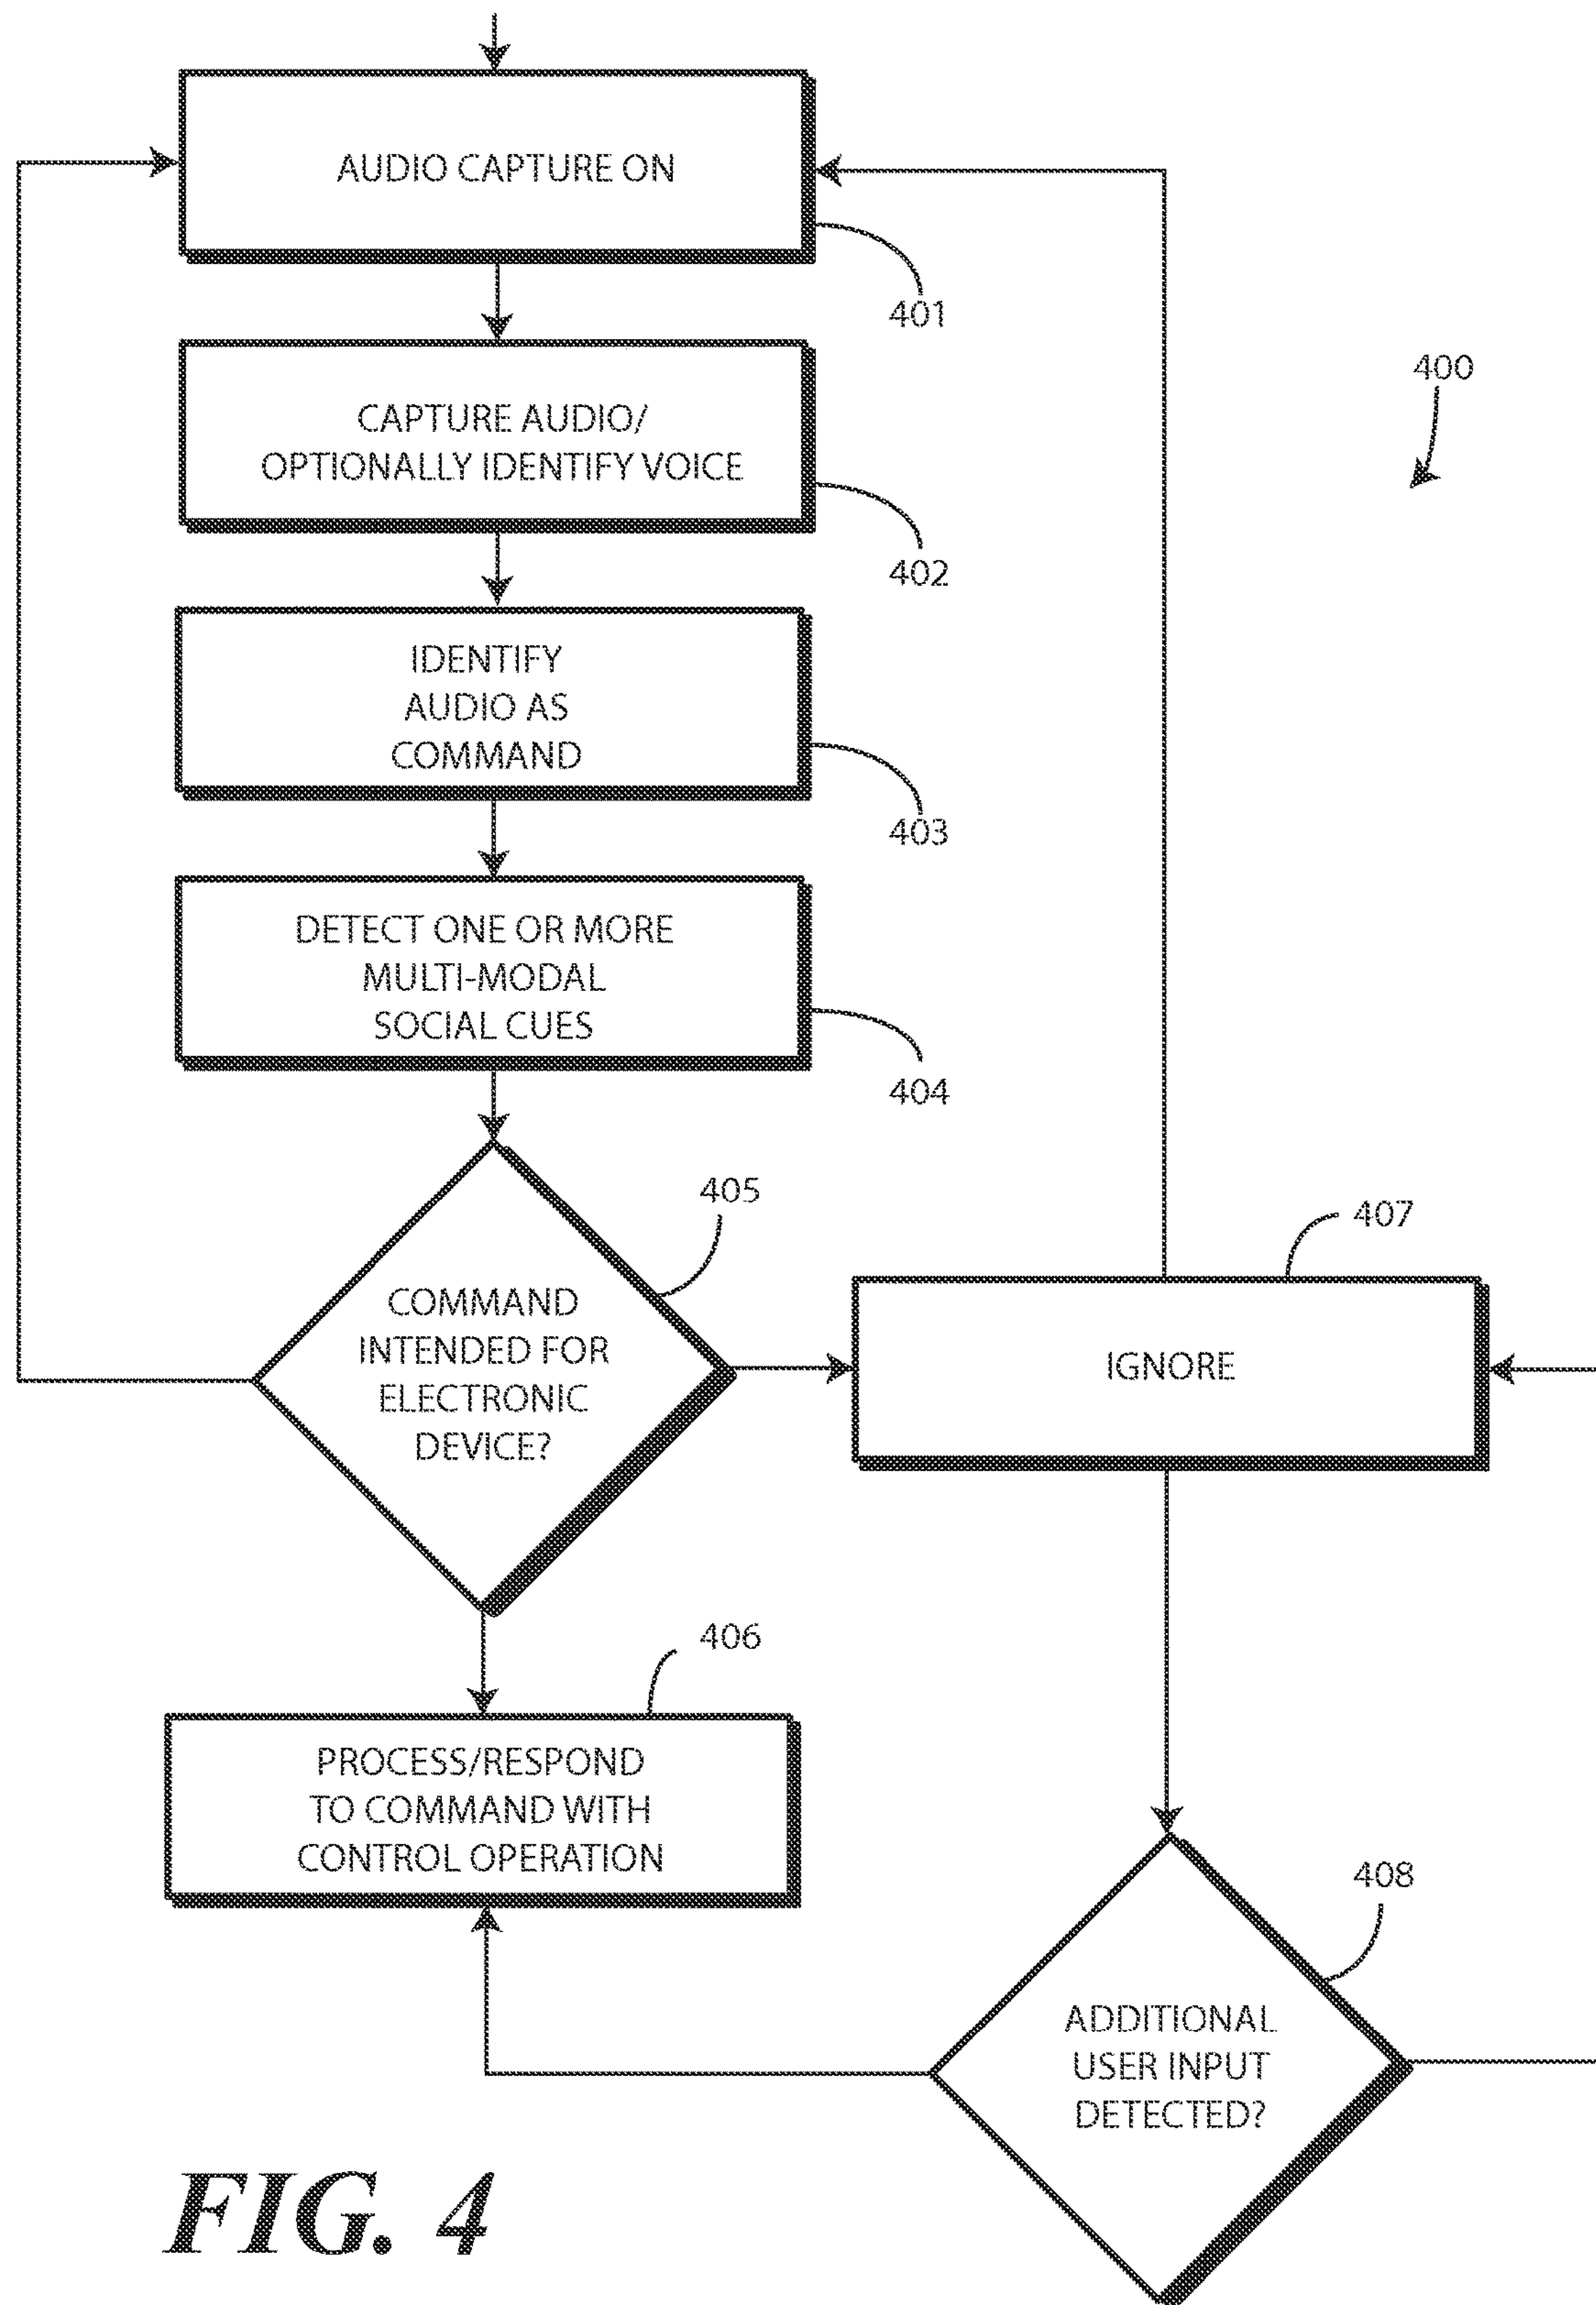 AUDIO CAPTURE ON
401
400
CAPTURE AUDIO/
OPTIONALLY IDENTIFY VOICE
402
IDENTIFY
AUDIO AS
COMMAND
403
DETECT ONE OR MORE
MULTI-MODAL
SOCIAL CUES
404
405
COMMAND
INTENDED FOR
ELECTRONIC
DEVICE?
407
IGNORE
406
PROCESS/RESPOND
TO COMMAND WITH
CONTROL OPERATION
408
ADDITIONAL
USER INPUT
DETECTED?
FIG. 4